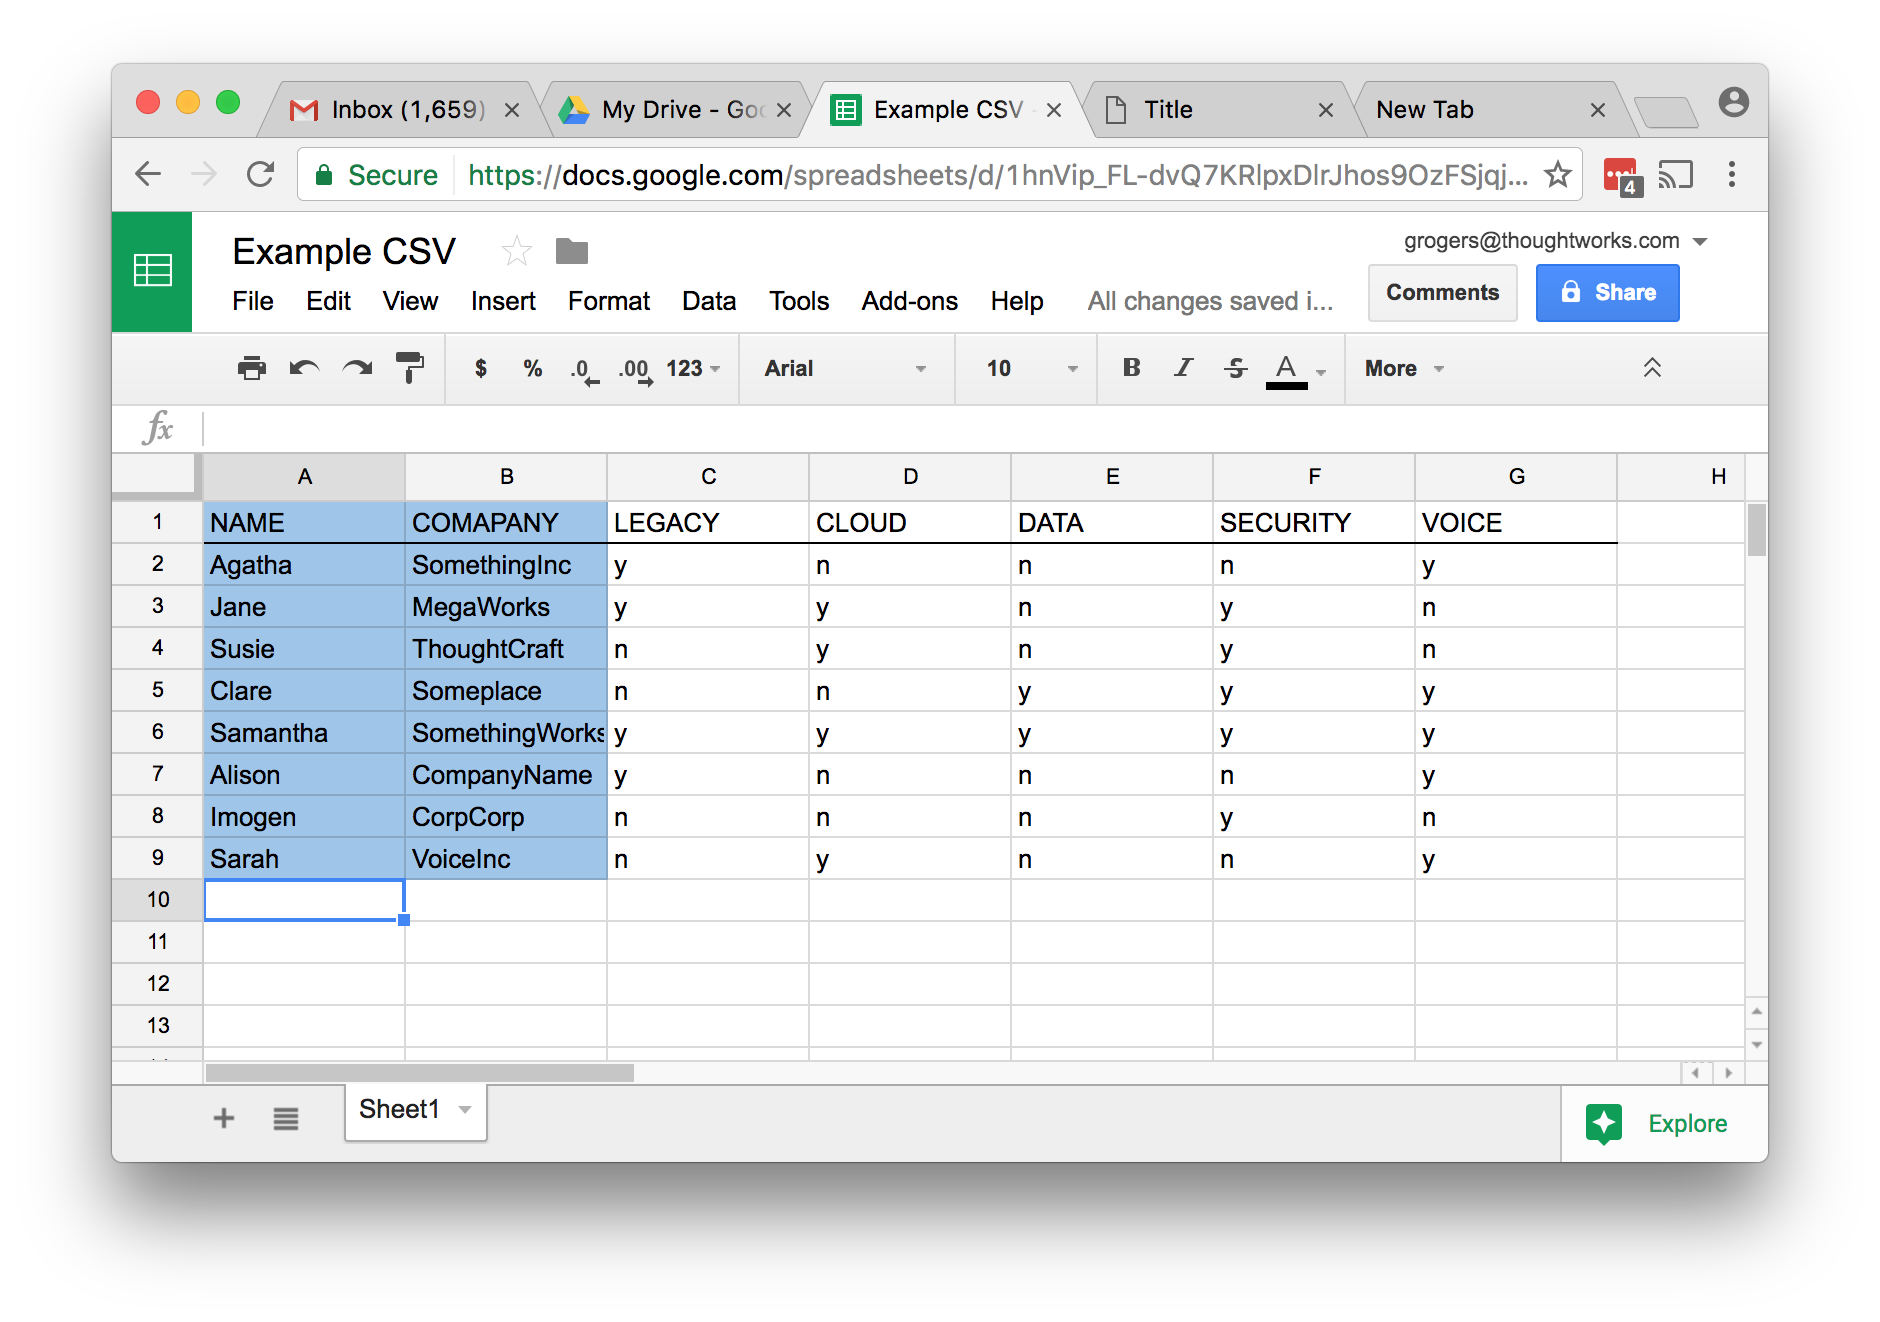 Inbox (1,659) My Drive - Goo Example CSV Title New Tab
Secure https://docs.google.com/spreadsheets/d/1hnVip_FL-dvQ7KRlpxDlrJhos9OzFSjqj... 4
Example CSV grogers@thoughtworks.com
File Edit View Insert Format Data Tools Add-ons Help All changes saved i... Comments Share
$ % .0 .00 123 Arial 10 B I S A More
fx
A B C D E F G H
1 NAME COMAPANY LEGACY CLOUD DATA SECURITY VOICE
2 Agatha SomethingInc y n n n y
3 Jane MegaWorks y y n y n
4 Susie ThoughtCraft n y n y n
5 Clare Someplace n n y y y
6 Samantha SomethingWorks y y y y y
7 Alison CompanyName y n n n y
8 Imogen CorpCorp n n n y n
9 Sarah VoiceInc n y n n y
10
11
12
13
Sheet1 Explore